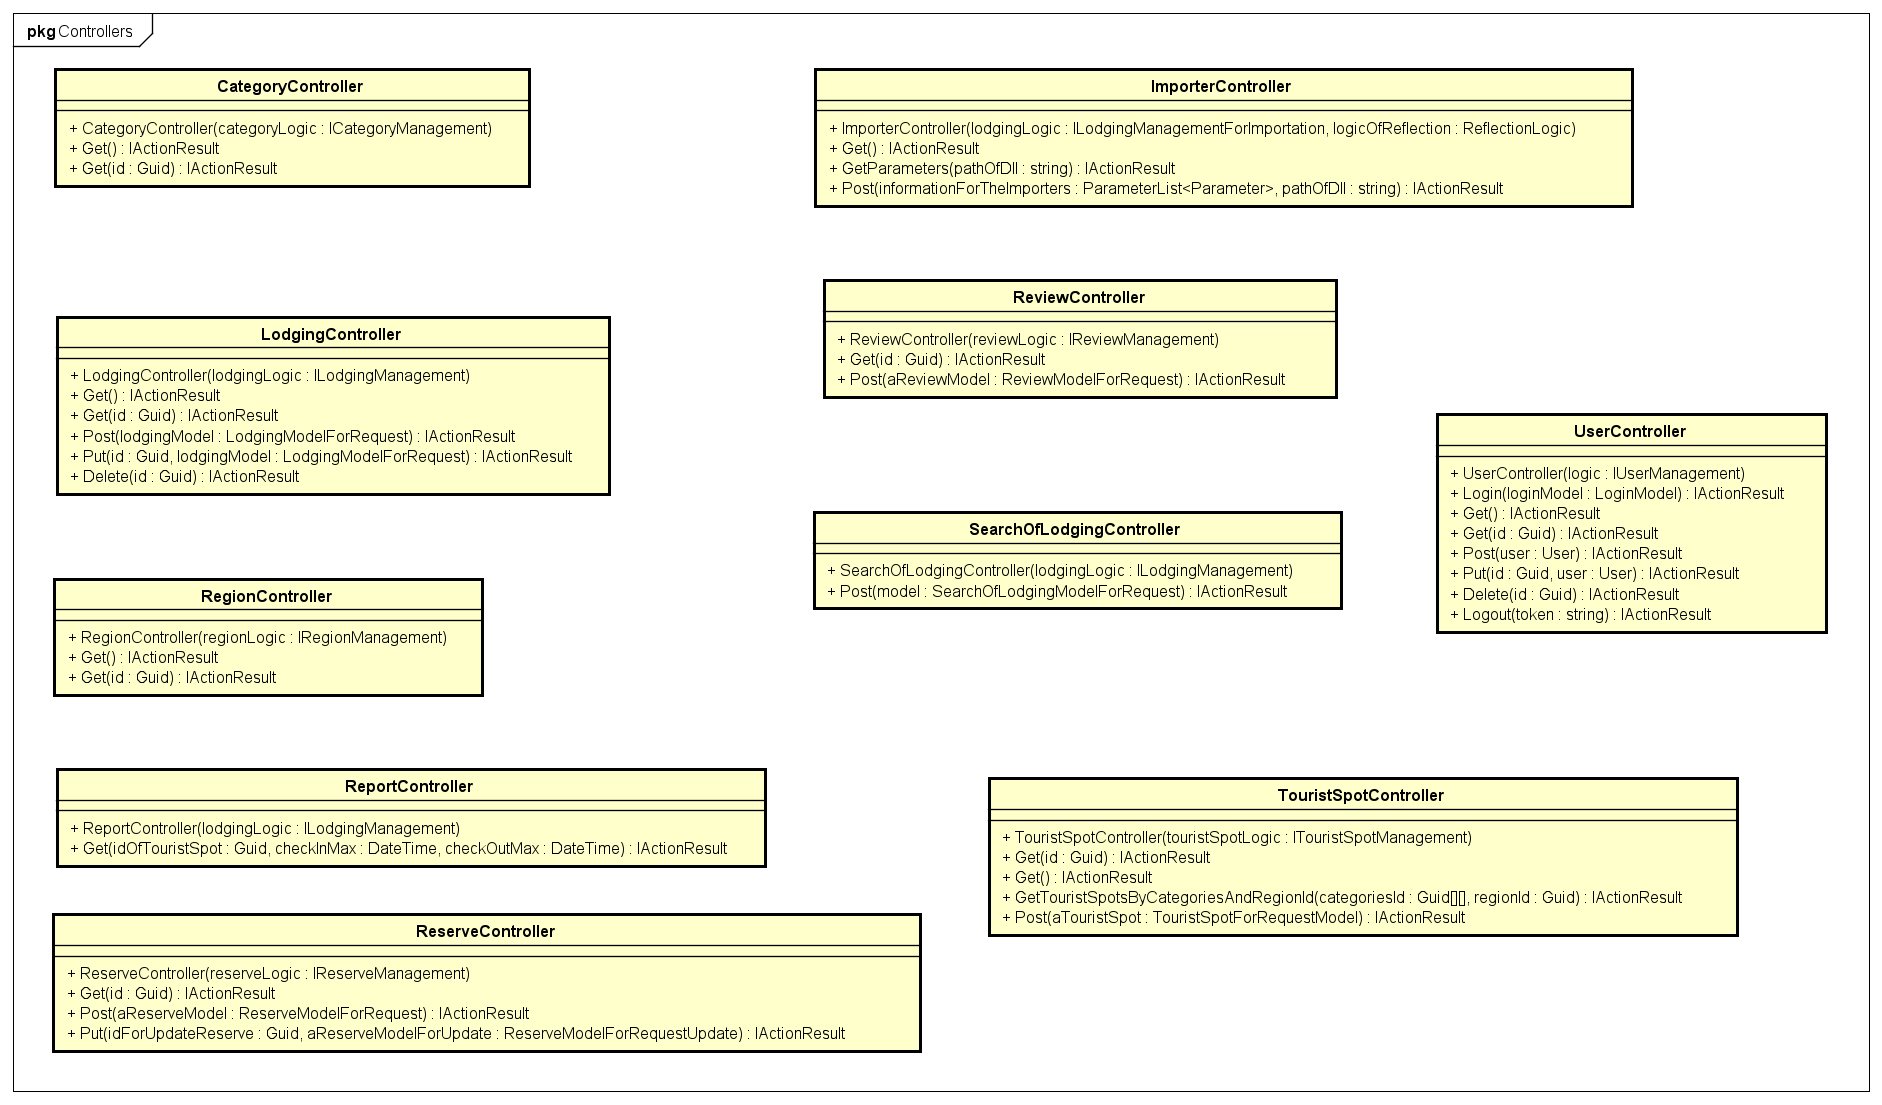 pkg Controllers
CategoryController
+ CategoryController(categoryLogic : ICategoryManagement)
+ Get() : IActionResult
+ Get(id : Guid) : IActionResult
ImporterController
+ ImporterController(lodgingLogic : ILodgingManagementForImportation, logicOfReflection : ReflectionLogic)
+ Get() : IActionResult
+ GetParameters(pathOfDll : string) : IActionResult
+ Post(informationForTheImporters : ParameterList<Parameter>, pathOfDll : string) : IActionResult
LodgingController
+ LodgingController(lodgingLogic : ILodgingManagement)
+ Get() : IActionResult
+ Get(id : Guid) : IActionResult
+ Post(lodgingModel : LodgingModelForRequest) : IActionResult
+ Put(id : Guid, lodgingModel : LodgingModelForRequest) : IActionResult
+ Delete(id : Guid) : IActionResult
ReviewController
+ ReviewController(reviewLogic : IReviewManagement)
+ Get(id : Guid) : IActionResult
+ Post(aReviewModel : ReviewModelForRequest) : IActionResult
UserController
+ UserController(logic : IUserManagement)
+ Login(loginModel : LoginModel) : IActionResult
+ Get() : IActionResult
+ Get(id : Guid) : IActionResult
+ Post(user : User) : IActionResult
+ Put(id : Guid, user : User) : IActionResult
+ Delete(id : Guid) : IActionResult
+ Logout(token : string) : IActionResult
SearchOfLodgingController
+ SearchOfLodgingController(lodgingLogic : ILodgingManagement)
+ Post(model : SearchOfLodgingModelForRequest) : IActionResult
RegionController
+ RegionController(regionLogic : IRegionManagement)
+ Get() : IActionResult
+ Get(id : Guid) : IActionResult
ReportController
+ ReportController(lodgingLogic : ILodgingManagement)
+ Get(idOfTouristSpot : Guid, checkInMax : DateTime, checkOutMax : DateTime) : IActionResult
TouristSpotController
+ TouristSpotController(touristSpotLogic : ITouristSpotManagement)
+ Get(id : Guid) : IActionResult
+ Get() : IActionResult
+ GetTouristSpotsByCategoriesAndRegionId(categoriesId : Guid[][], regionId : Guid) : IActionResult
+ Post(aTouristSpot : TouristSpotForRequestModel) : IActionResult
ReserveController
+ ReserveController(reserveLogic : IReserveManagement)
+ Get(id : Guid) : IActionResult
+ Post(aReserveModel : ReserveModelForRequest) : IActionResult
+ Put(idForUpdateReserve : Guid, aReserveModelForUpdate : ReserveModelForRequestUpdate) : IActionResult